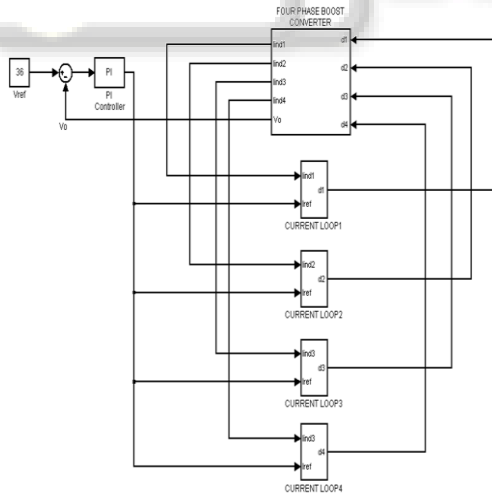 FOUR PHASE BOOST
CONVERTER
Iind1
Iind2
Iind3
Iind4
Vo
d1
d2
d3
d4
36
Vref
+
-
PI
PI
Controller
Vo
Iind1
Iref
d1
CURRENT LOOP1
Iind2
Iref
d2
CURRENT LOOP2
Iind3
Iref
d3
CURRENT LOOP3
Iind3
Iref
d4
CURRENT LOOP4